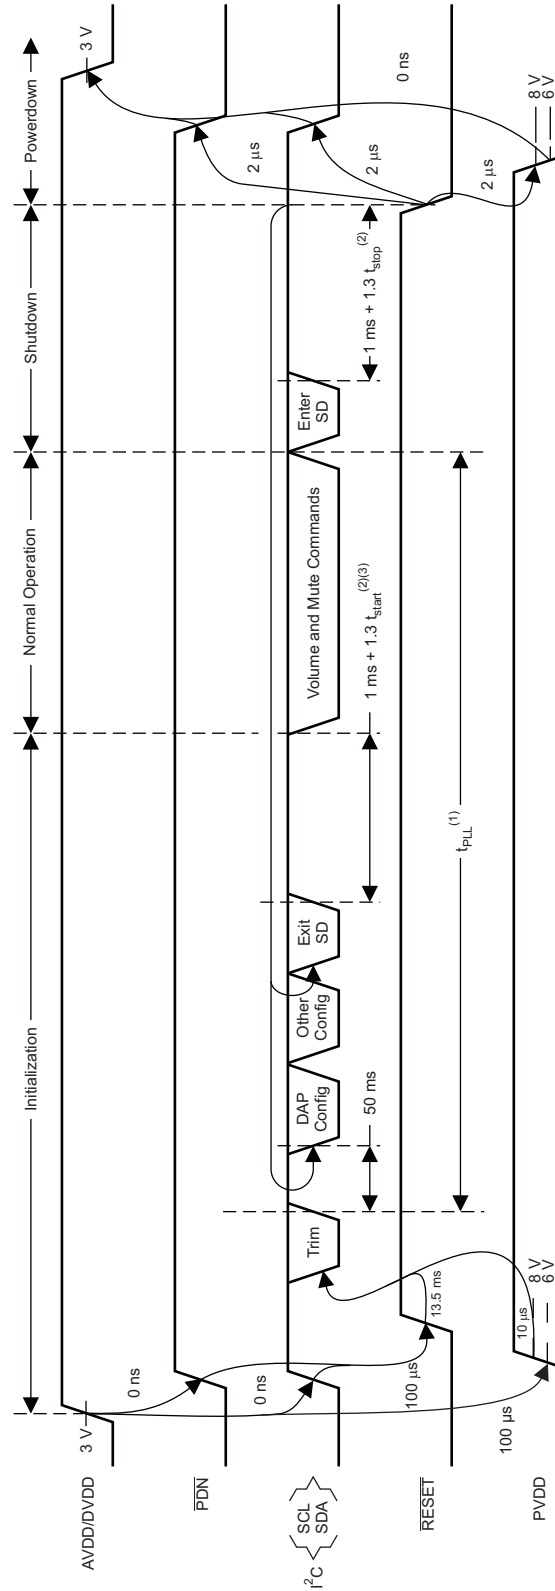 Initialization
Normal Operation
Shutdown
Powerdown
AVDD/DVDD
3 V
3 V
0 ns
PDN
0 ns
2 μs
I²C
SCL
SDA
Trim
DAP
Config
Other
Config
Exit
SD
Volume and Mute Commands
Enter
SD
2 μs
0 ns
100 μs
50 ms
1 ms + 1.3 tstart(2)(3)
1 ms + 1.3 tstop(2)
RESET
13.5 ms
tPLL(1)
2 μs
100 μs
10 μs
PVDD
8 V
6 V
8 V
6 V